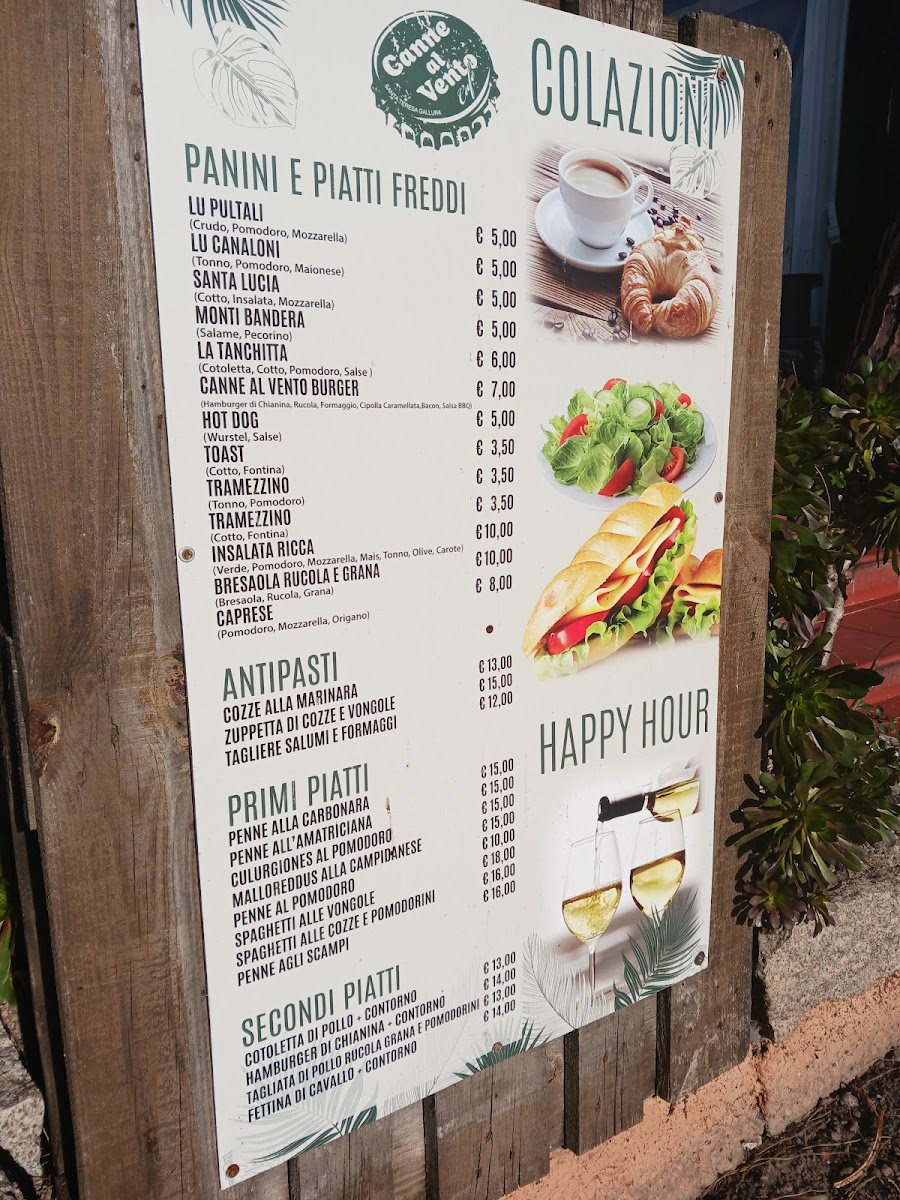 Canne
al
Vento
Cafè
SANTA TERESA GALLURA
COLAZIONI
PANINI E PIATTI FREDDI
LU PULTALI € 5,00
(Crudo, Pomodoro, Mozzarella)
LU CANALONI € 5,00
(Tonno, Pomodoro, Maionese)
SANTA LUCIA € 5,00
(Cotto, Insalata, Mozzarella)
MONTI BANDERA € 5,00
(Salame, Pecorino)
LA TANCHITTA € 6,00
(Cotoletta, Cotto, Pomodoro, Salse )
CANNE AL VENTO BURGER € 7,00
(Hamburger di Chianina, Rucola, Formaggio, Cipolla Caramellata,Bacon, Salsa BBQ)
HOT DOG € 5,00
(Wurstel, Salse)
TOAST € 3,50
(Cotto, Fontina)
TRAMEZZINO € 3,50
(Tonno, Pomodoro)
TRAMEZZINO € 3,50
(Cotto, Fontina)
INSALATA RICCA €10,00
(Verde, Pomodoro, Mozzarella, Mais, Tonno, Olive, Carote)
BRESAOLA RUCOLA E GRANA €10,00
(Bresaola, Rucola, Grana)
CAPRESE € 8,00
(Pomodoro, Mozzarella, Origano)
ANTIPASTI
COZZE ALLA MARINARA € 13,00
ZUPPETTA DI COZZE E VONGOLE € 15,00
TAGLIERE SALUMI E FORMAGGI € 12,00
HAPPY HOUR
PRIMI PIATTI
PENNE ALLA CARBONARA € 15,00
PENNE ALL'AMATRICIANA € 15,00
CULURGIONES AL POMODORO € 15,00
MALLOREDDUS ALLA CAMPIDANESE € 15,00
PENNE AL POMODORO € 10,00
SPAGHETTI ALLE VONGOLE € 18,00
SPAGHETTI ALLE COZZE E POMODORINI € 16,00
PENNE AGLI SCAMPI € 16,00
SECONDI PIATTI
COTOLETTA DI POLLO + CONTORNO € 13,00
HAMBURGER DI CHIANINA + CONTORNO € 14,00
TAGLIATA DI POLLO RUCOLA GRANA E POMODORINI € 13,00
FETTINA DI CAVALLO + CONTORNO € 14,00